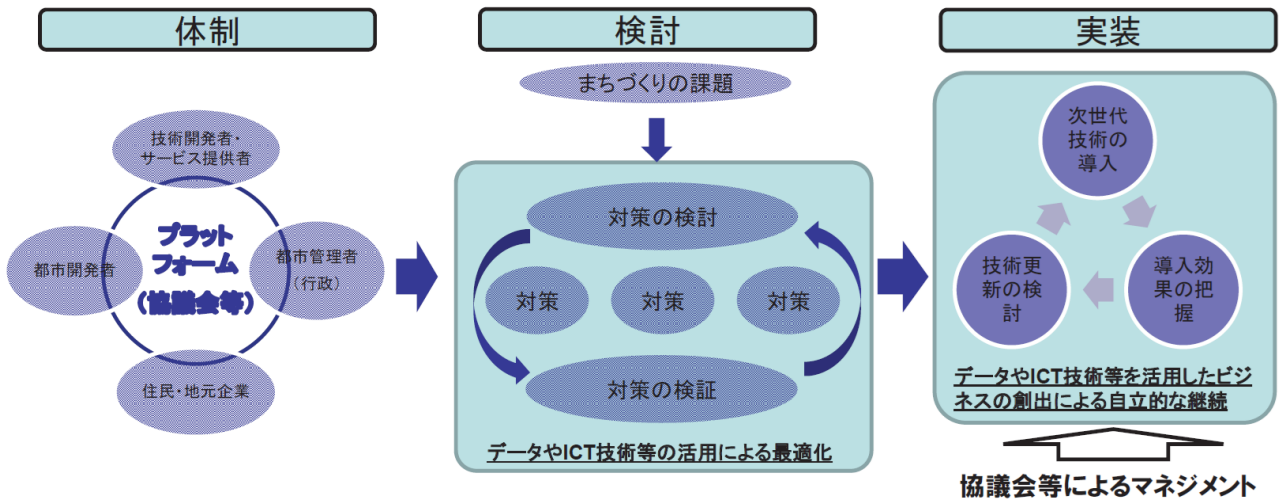 体制
技術開発者・
サービス提供者
都市開発者
プラット
フォーム
(協議会等)
都市管理者
(行政)
住民・地元企業
検討
まちづくりの課題
対策の検討
対策
対策
対策
対策の検証
データやICT技術等の活用による最適化
実装
次世代
技術の
導入
導入効
果の把
握
技術更
新の検
討
データやICT技術等を活用したビジ
ネスの創出による自立的な継続
協議会等によるマネジメント